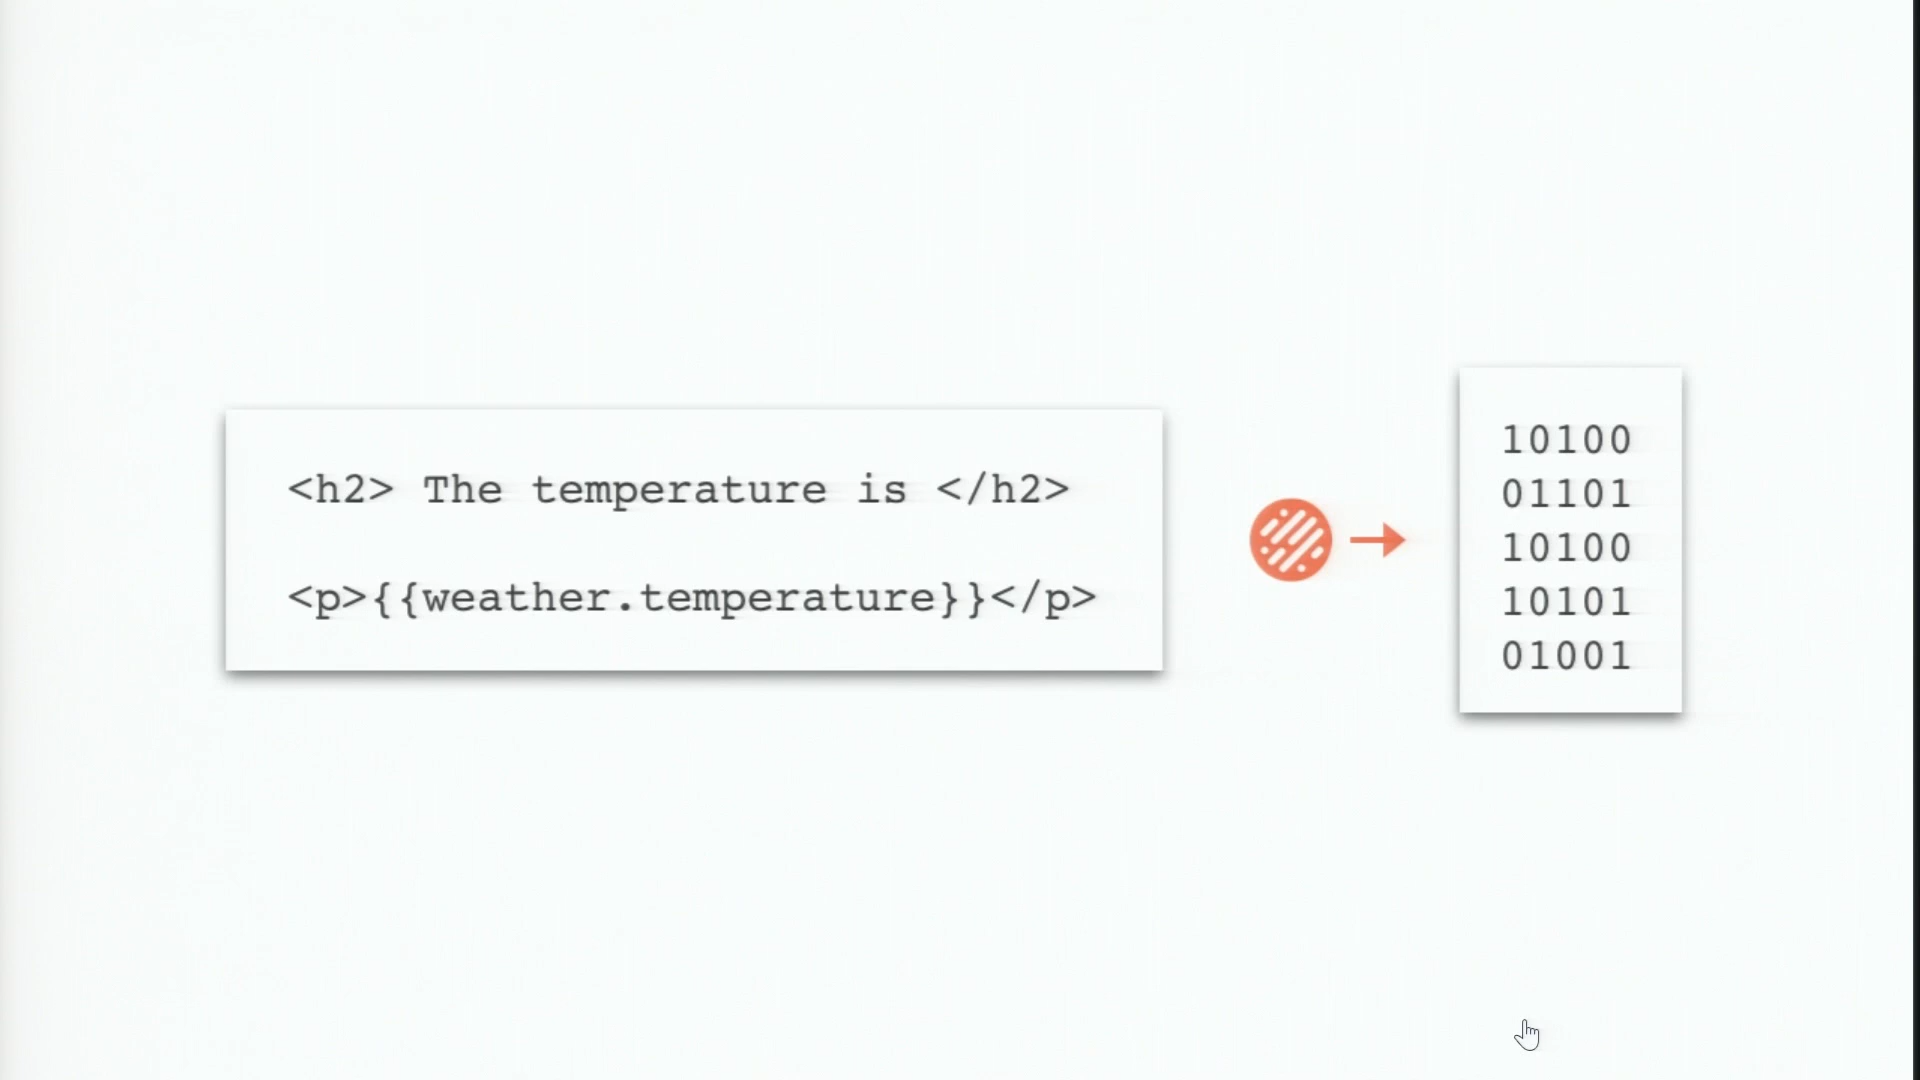 <h2> The temperature is </h2>
<p>{{weather.temperature}}</p>
10100
01101
10100
10101
01001